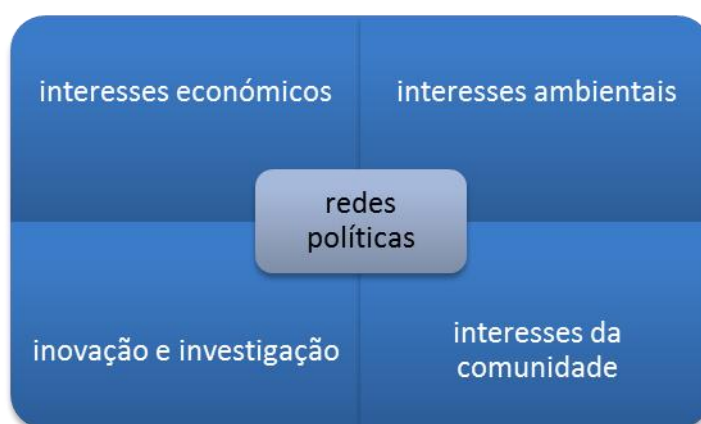 interesses económicos
interesses ambientais
redes
políticas
inovação e investigação
interesses da
comunidade